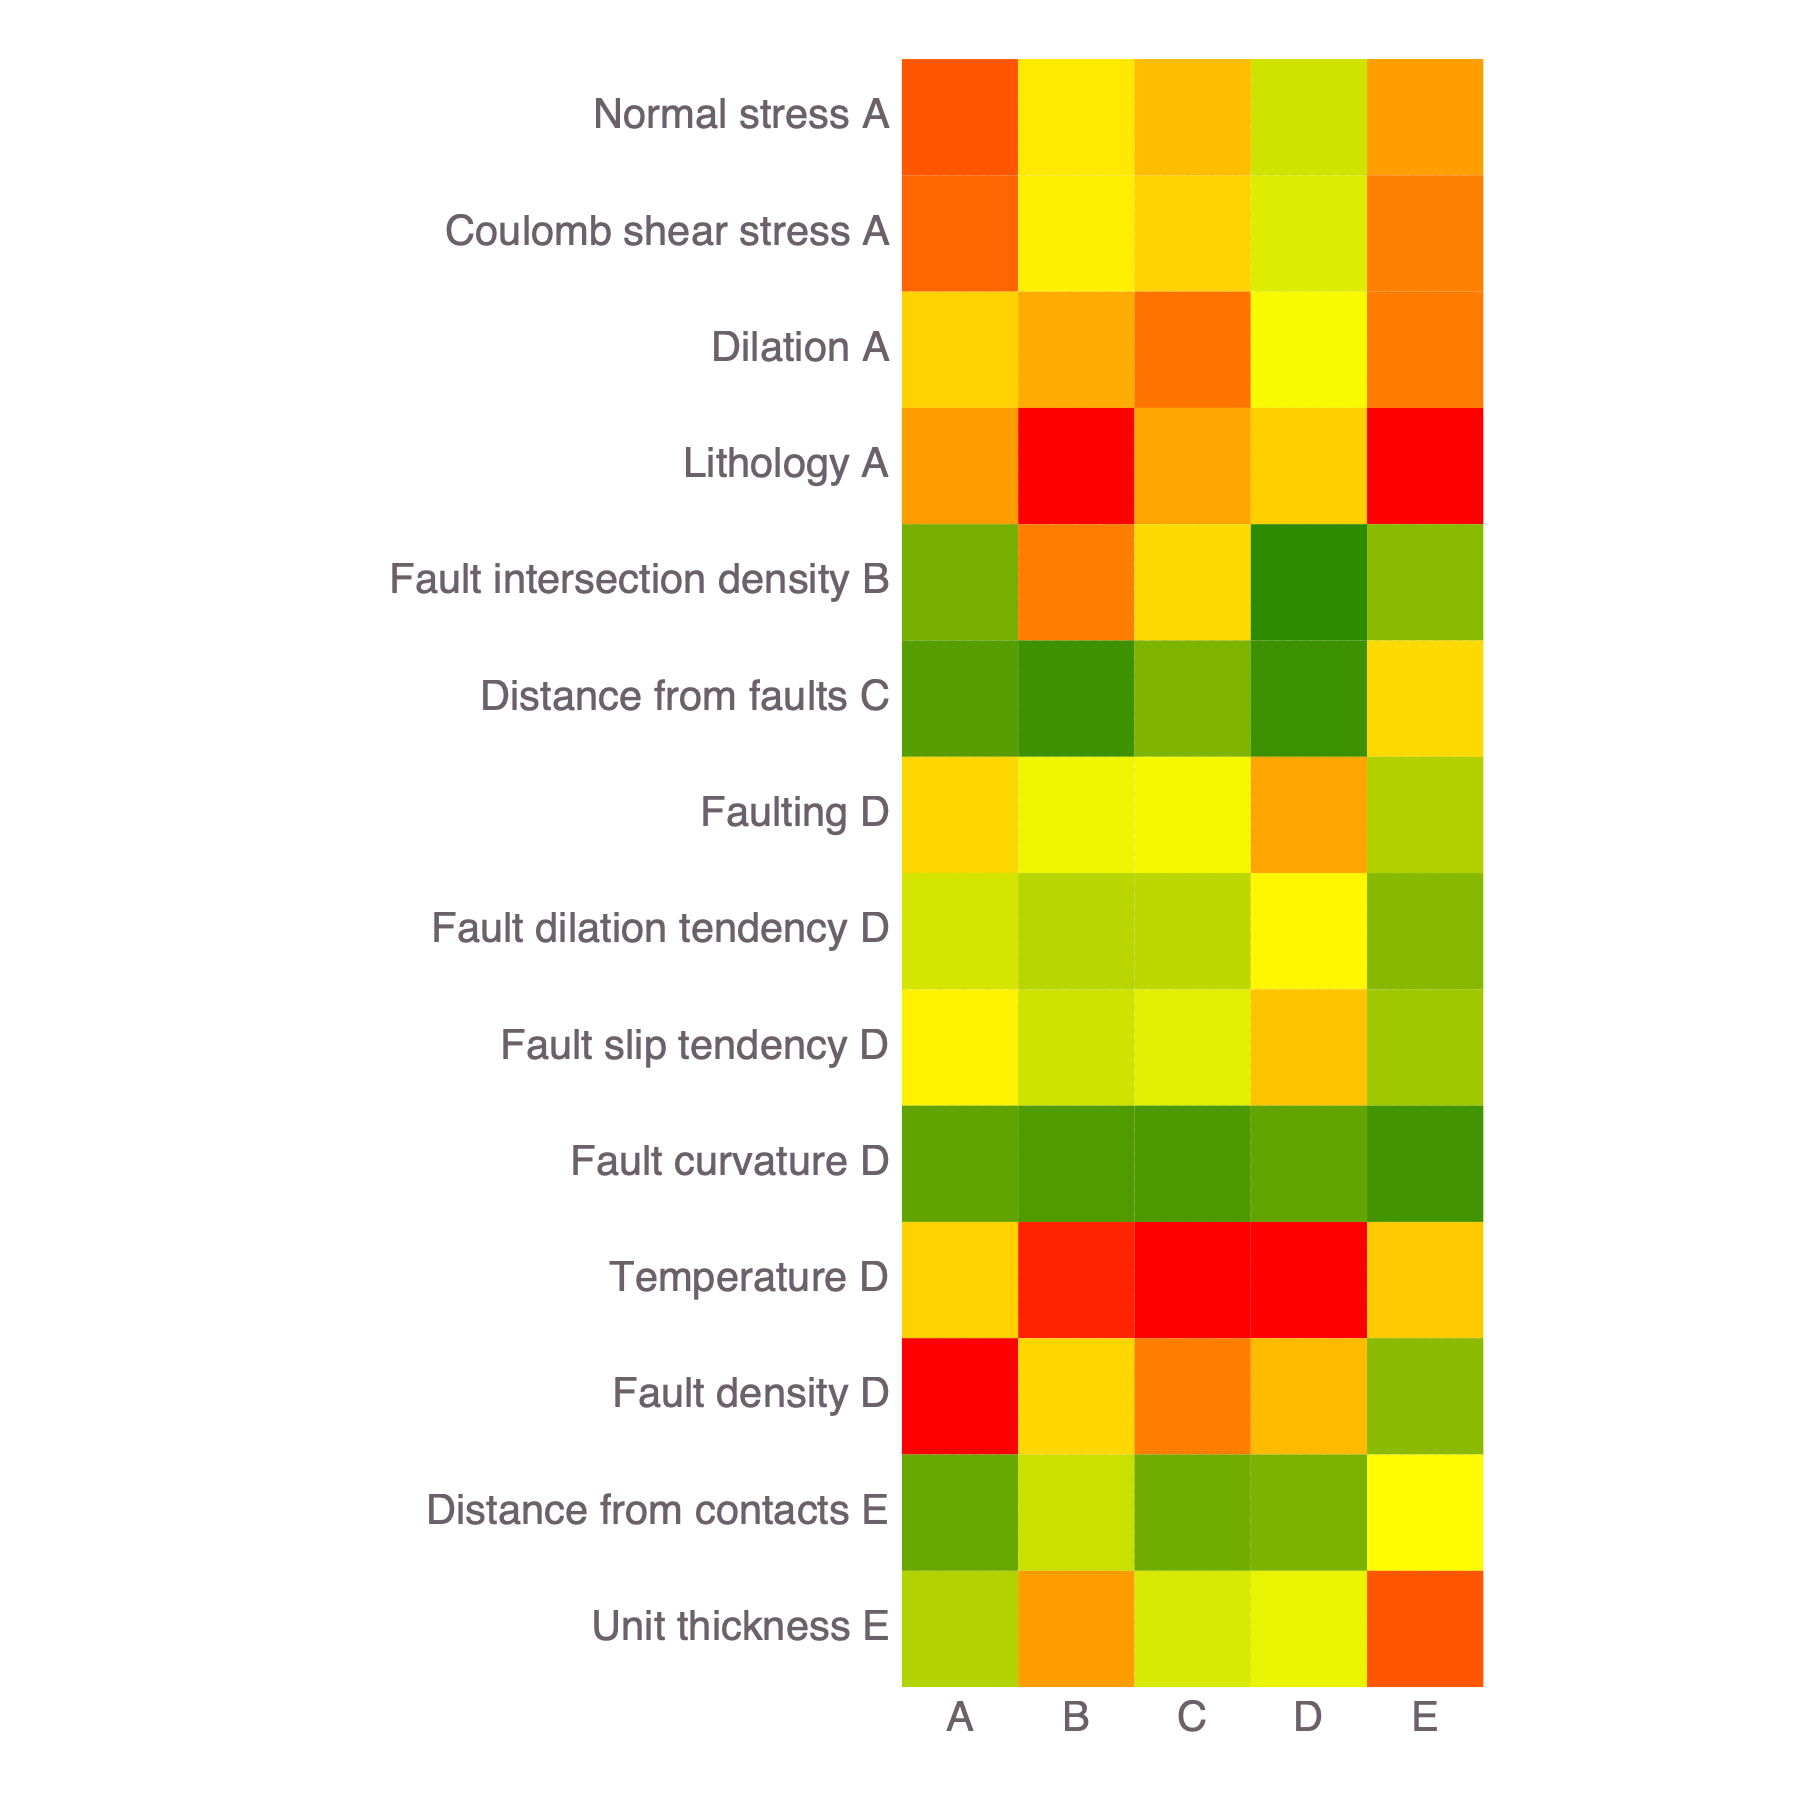 Normal stress A
Coulomb shear stress A
Dilation A
Lithology A
Fault intersection density B
Distance from faults C
Faulting D
Fault dilation tendency D
Fault slip tendency D
Fault curvature D
Temperature D
Fault density D
Distance from contacts E
Unit thickness E
A B C D E